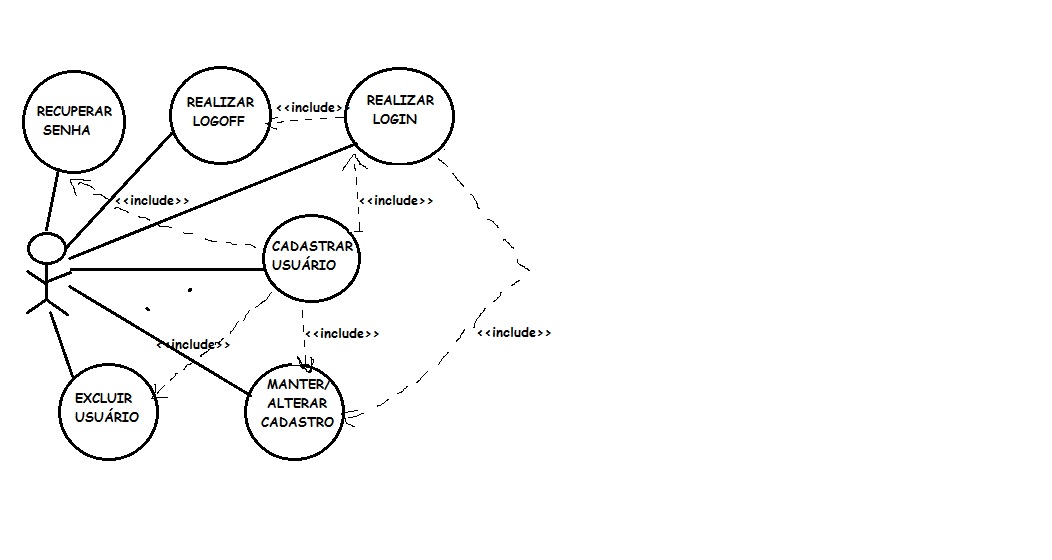 RECUPERAR
SENHA
REALIZAR
LOGOFF
<<include>
REALIZAR
LOGIN
<<include>>
<<include>>
CADASTRAR
USUÁRIO
<<include>>
<<include>>
<<include>>
EXCLUIR
USUÁRIO
MANTER/
ALTERAR
CADASTRO